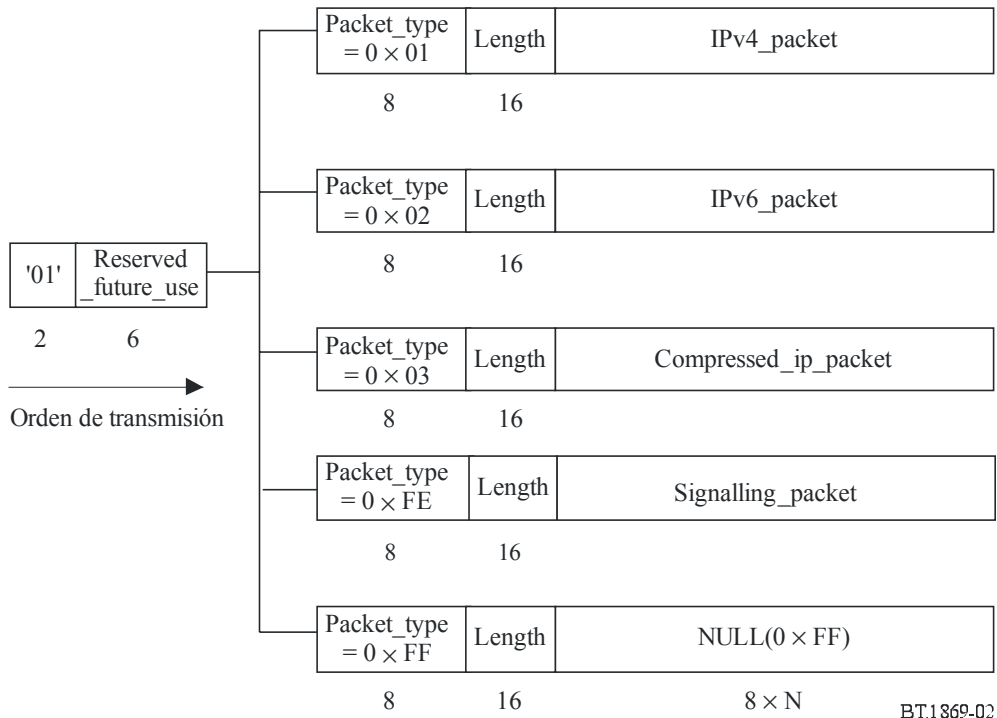 Packet_type
= 0 × 01
Length
IPv4_packet
8
16
Packet_type
= 0 × 02
Length
IPv6_packet
8
16
'01'
Reserved
_future_use
2
6
Orden de transmisión
Packet_type
= 0 × 03
Length
Compressed_ip_packet
8
16
Packet_type
= 0 × FE
Length
Signalling_packet
8
16
Packet_type
= 0 × FF
Length
NULL(0 × FF)
8
16
8 × N
BT.1869-02